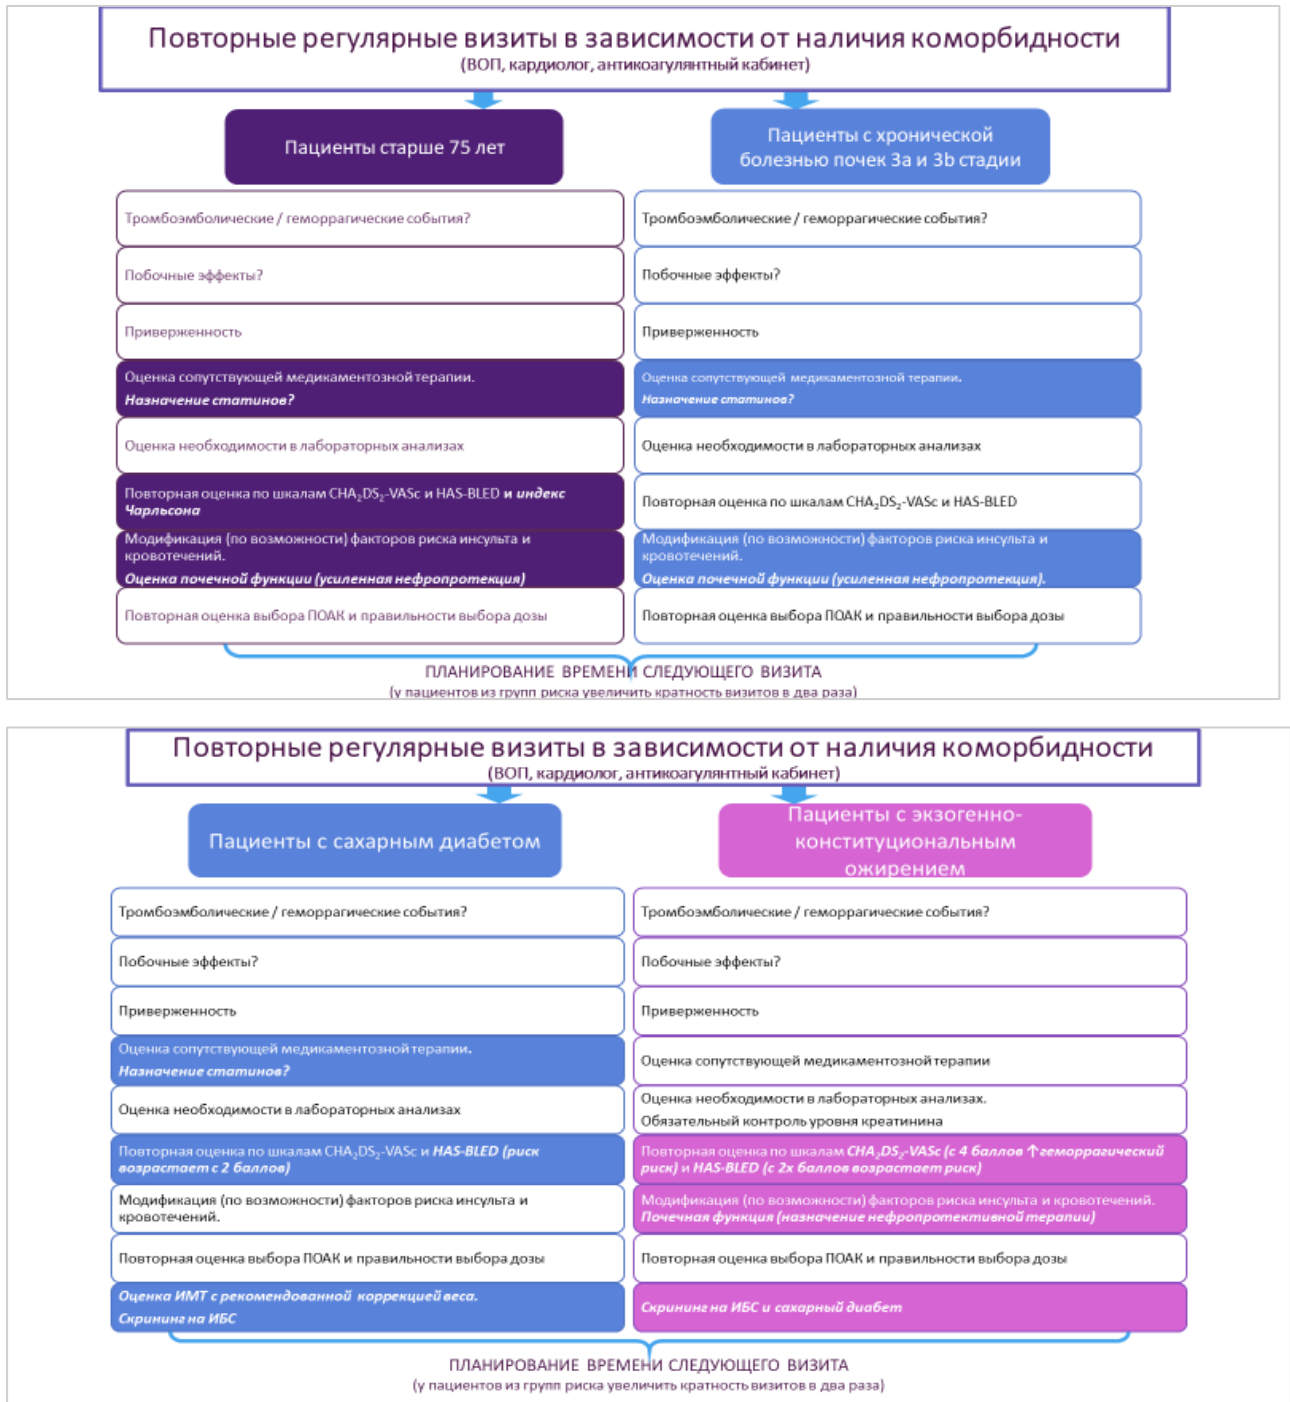 Повторные регулярные визиты в зависимости от наличия коморбидности
(ВОП, кардиолог, антикоагулянтный кабинет)
Пациенты старше 75 лет
Тромбоэмболические / геморрагические события?
Побочные эффекты?
Приверженность
Оценка сопутствующей медикаментозной терапии.
Назначение статинов?
Оценка необходимости в лабораторных анализах
Повторная оценка по шкалам CHA₂DS₂-VASc и HAS-BLED и индекс
Чарльсона
Модификация (по возможности) факторов риска инсульта и
кровотечений.
Оценка почечной функции (усиленная нефропротекция)
Повторная оценка выбора ПОАК и правильности выбора дозы
Пациенты с хронической
болезнью почек 3а и 3b стадии
Тромбоэмболические / геморрагические события?
Побочные эффекты?
Приверженность
Оценка сопутствующей медикаментозной терапии.
Назначение статинов?
Оценка необходимости в лабораторных анализах
Повторная оценка по шкалам CHA₂DS₂-VASc и HAS-BLED
Модификация (по возможности) факторов риска инсульта и
кровотечений.
Оценка почечной функции (усиленная нефропротекция).
Повторная оценка выбора ПОАК и правильности выбора дозы
ПЛАНИРОВАНИЕ ВРЕМЕНИ СЛЕДУЮЩЕГО ВИЗИТА
(у пациентов из групп риска увеличить кратность визитов в два раза)
Повторные регулярные визиты в зависимости от наличия коморбидности
(ВОП, кардиолог, антикоагулянтный кабинет)
Пациенты с сахарным диабетом
Тромбоэмболические / геморрагические события?
Побочные эффекты?
Приверженность
Оценка сопутствующей медикаментозной терапии.
Назначение статинов?
Оценка необходимости в лабораторных анализах
Повторная оценка по шкалам CHA₂DS₂-VASc и HAS-BLED (риск
возрастает с 2 баллов)
Модификация (по возможности) факторов риска инсульта и
кровотечений.
Повторная оценка выбора ПОАК и правильности выбора дозы
Оценка ИМТ с рекомендованной коррекцией веса.
Скрининг на ИБС
Пациенты с экзогенно-
конституциональным
ожирением
Тромбоэмболические / геморрагические события?
Побочные эффекты?
Приверженность
Оценка сопутствующей медикаментозной терапии
Оценка необходимости в лабораторных анализах.
Обязательный контроль уровня креатинина
Повторная оценка по шкалам CHA₂DS₂-VASc (с 4 баллов ↑геморрагический
риск) и HAS-BLED (с 2х баллов возрастает риск)
Модификация (по возможности) факторов риска инсульта и кровотечений.
Почечная функция (назначение нефропротективной терапии)
Повторная оценка выбора ПОАК и правильности выбора дозы
Скрининг на ИБС и сахарный диабет
ПЛАНИРОВАНИЕ ВРЕМЕНИ СЛЕДУЮЩЕГО ВИЗИТА
(у пациентов из групп риска увеличить кратность визитов в два раза)